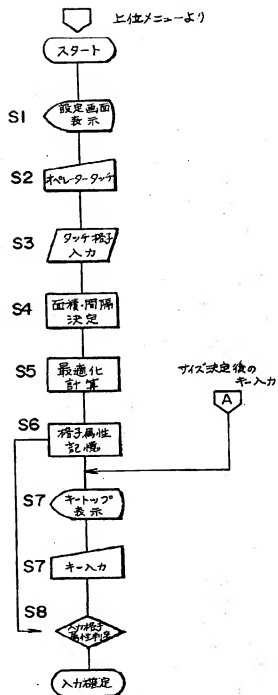 上位メニューより
スタート
S1
設定画面
表示
S2
オペレータータッチ
S3
タッチ格子
入力
S4
面積・間隔
決定
S5
最適化
計算
サイズ決定後の
キー入力
A
S6
格子属性
記憶
S7
キートップ
表示
S7
キー入力
S8
入力格子
属性判定
入力確定